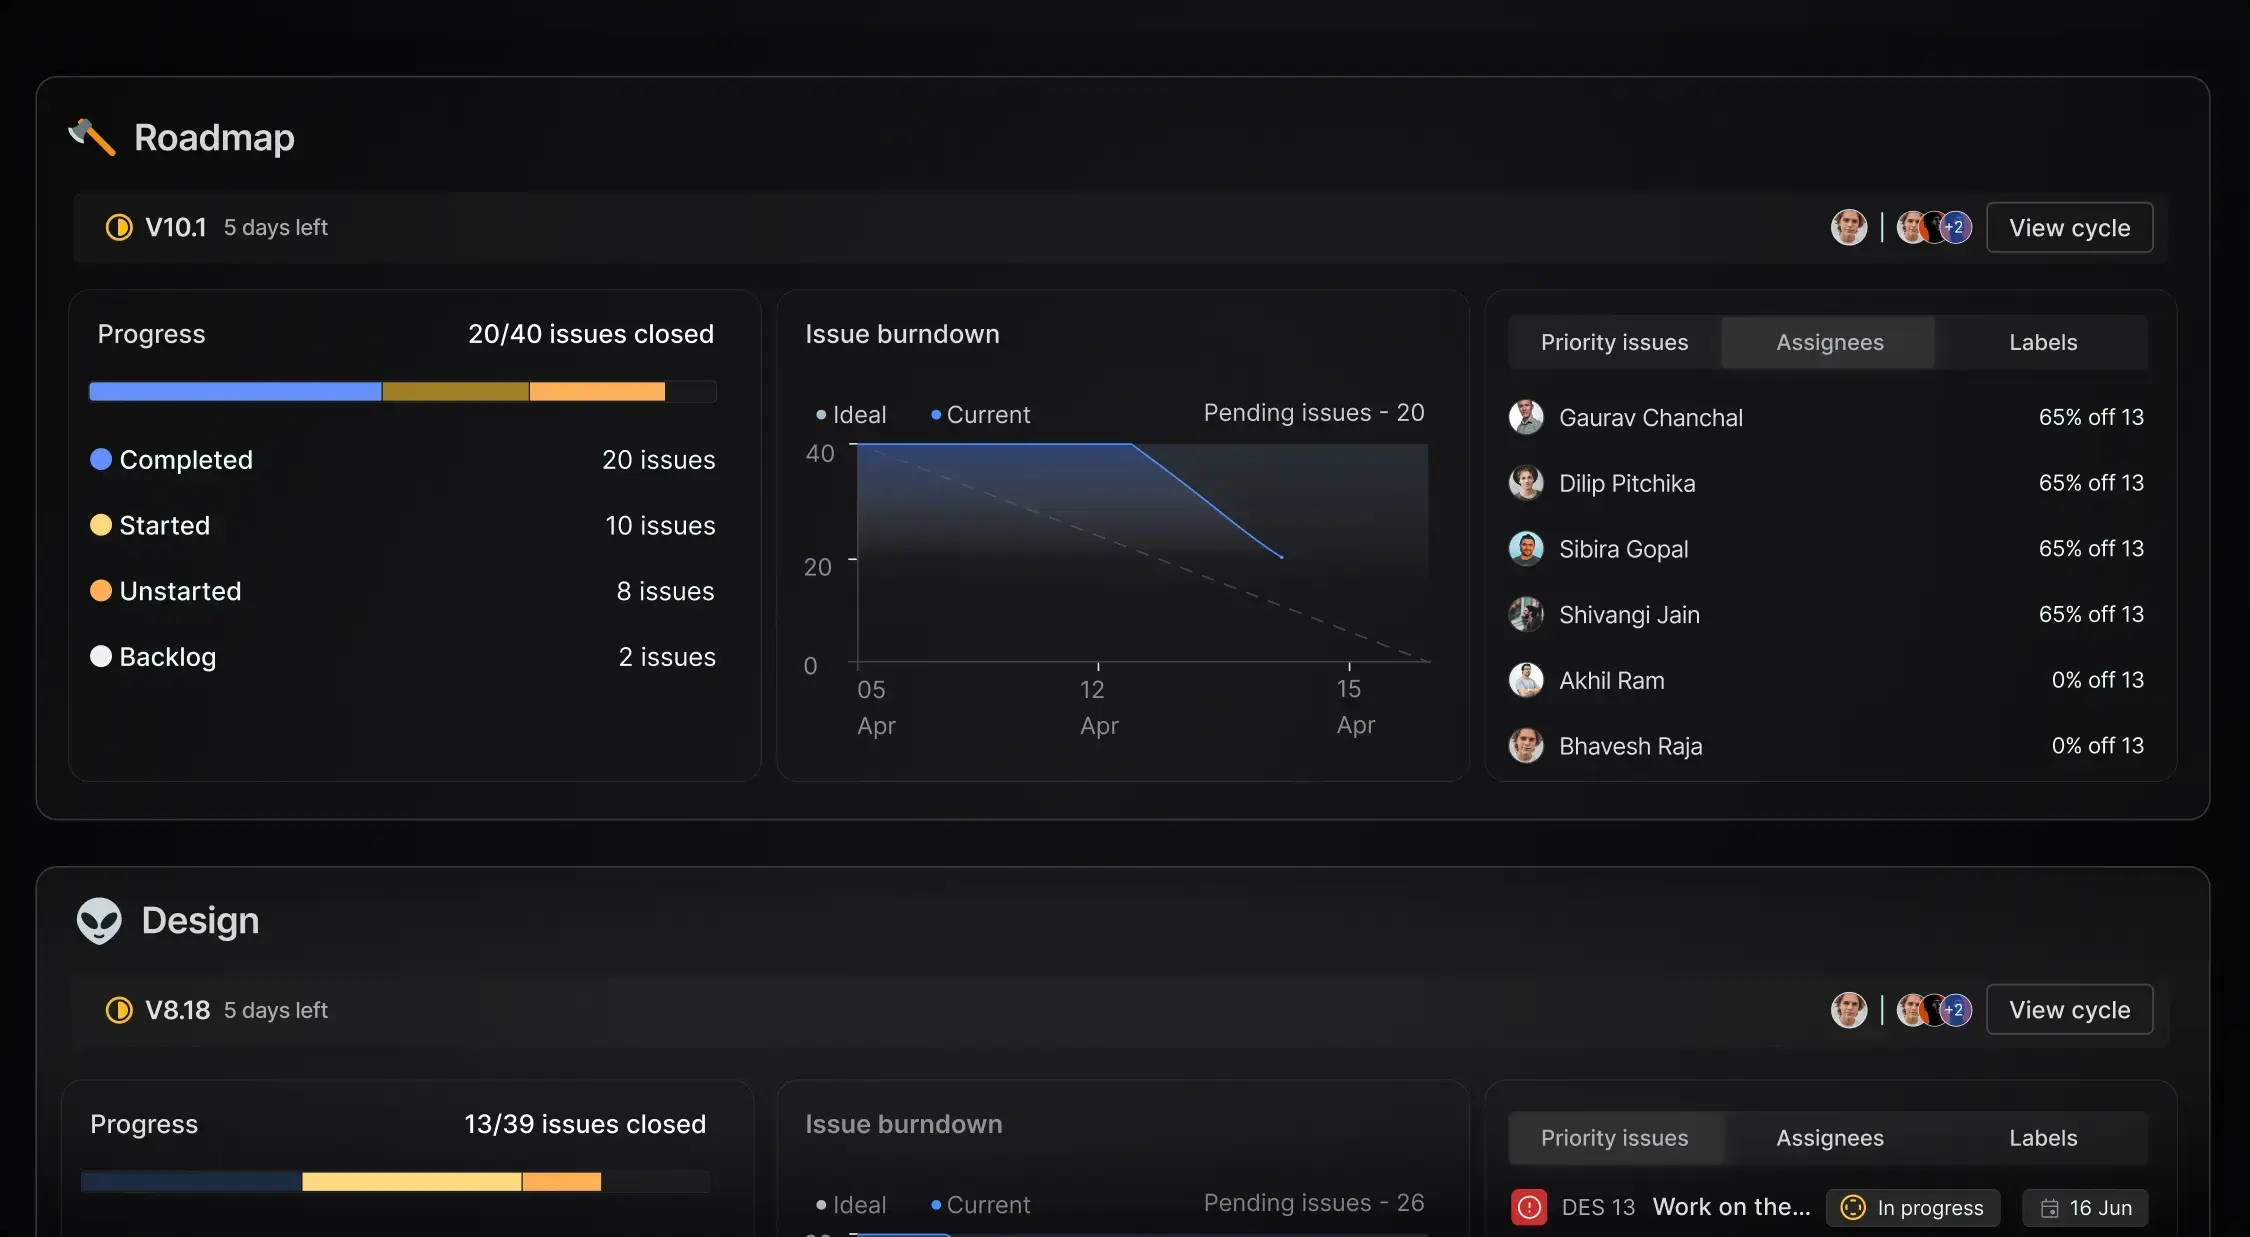 Roadmap
V10.1 5 days left
+2
View cycle
Progress
20/40 issues closed
Completed 20 issues
Started 10 issues
Unstarted 8 issues
Backlog 2 issues
Issue burndown
Ideal Current Pending issues - 20
40
20
0
05 12 15
Apr Apr Apr
Priority issues Assignees Labels
Gaurav Chanchal 65% off 13
Dilip Pitchika 65% off 13
Sibira Gopal 65% off 13
Shivangi Jain 65% off 13
Akhil Ram 0% off 13
Bhavesh Raja 0% off 13
Design
V8.18 5 days left
+2
View cycle
Progress
13/39 issues closed
Issue burndown
Ideal Current Pending issues - 26
Priority issues Assignees Labels
DES 13 Work on the... In progress 16 Jun